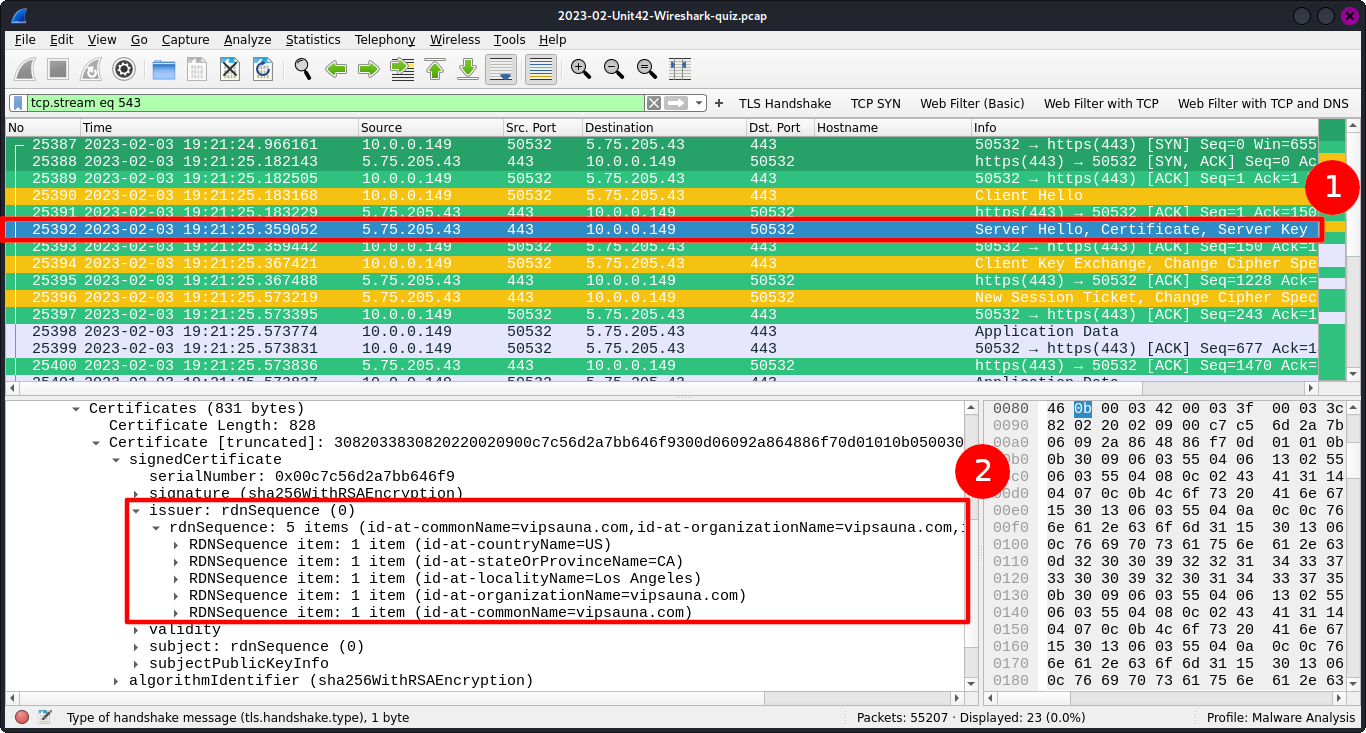 2023-02-Unit42-Wireshark-quiz.pcap
File Edit View Go Capture Analyze Statistics Telephony Wireless Tools Help
tcp.stream eq 543 + TLS Handshake TCP SYN Web Filter (Basic) Web Filter with TCP Web Filter with TCP and DNS
No Time Source Src. Port Destination Dst. Port Hostname Info
25387 2023-02-03 19:21:24.966161 10.0.0.149 50532 5.75.205.43 443 50532 → https(443) [SYN] Seq=0 Win=655
25388 2023-02-03 19:21:25.182143 5.75.205.43 443 10.0.0.149 50532 https(443) → 50532 [SYN, ACK] Seq=0 Ac
25389 2023-02-03 19:21:25.182505 10.0.0.149 50532 5.75.205.43 443 50532 → https(443) [ACK] Seq=1 Ack=1
25390 2023-02-03 19:21:25.183168 10.0.0.149 50532 5.75.205.43 443 Client Hello
1
25391 2023-02-03 19:21:25.183229 5.75.205.43 443 10.0.0.149 50532 https(443) → 50532 [ACK] Seq=1 Ack=150
25392 2023-02-03 19:21:25.359052 5.75.205.43 443 10.0.0.149 50532 Server Hello, Certificate, Server Key
25393 2023-02-03 19:21:25.359442 10.0.0.149 50532 5.75.205.43 443 50532 → https(443) [ACK] Seq=150 Ack=1
25394 2023-02-03 19:21:25.367421 10.0.0.149 50532 5.75.205.43 443 Client Key Exchange, Change Cipher Spe
25395 2023-02-03 19:21:25.367488 5.75.205.43 443 10.0.0.149 50532 https(443) → 50532 [ACK] Seq=1228 Ack=
25396 2023-02-03 19:21:25.573219 5.75.205.43 443 10.0.0.149 50532 New Session Ticket, Change Cipher Spec
25397 2023-02-03 19:21:25.573395 10.0.0.149 50532 5.75.205.43 443 50532 → https(443) [ACK] Seq=243 Ack=1
25398 2023-02-03 19:21:25.573774 10.0.0.149 50532 5.75.205.43 443 Application Data
25399 2023-02-03 19:21:25.573831 10.0.0.149 50532 5.75.205.43 443 50532 → https(443) [ACK] Seq=677 Ack=1
25400 2023-02-03 19:21:25.573836 5.75.205.43 443 10.0.0.149 50532 https(443) → 50532 [ACK] Seq=1470 Ack=
25401 2023-02-03 19:21:25.573837 10.0.0.149 50532 5.75.205.43 443 Application Data
Certificates (831 bytes)
Certificate Length: 828
Certificate [truncated]: 3082033830820220020900c7c56d2a7bb646f9300d06092a864886f70d01010b050030
signedCertificate
serialNumber: 0x00c7c56d2a7bb646f9
signature (sha256WithRSAEncryption)
issuer: rdnSequence (0)
rdnSequence: 5 items (id-at-commonName=vipsauna.com,id-at-organizationName=vipsauna.com,i
RDNSequence item: 1 item (id-at-countryName=US)
RDNSequence item: 1 item (id-at-stateOrProvinceName=CA)
RDNSequence item: 1 item (id-at-localityName=Los Angeles)
RDNSequence item: 1 item (id-at-organizationName=vipsauna.com)
RDNSequence item: 1 item (id-at-commonName=vipsauna.com)
validity
subject: rdnSequence (0)
subjectPublicKeyInfo
algorithmIdentifier (sha256WithRSAEncryption)
2
0080 46 0b 00 03 42 00 03 3f 00 03 3c
0090 82 02 20 02 09 00 c7 c5 6d 2a 7b
00a0 06 09 2a 86 48 86 f7 0d 01 01 0b
0b0 0b 30 09 06 03 55 04 06 13 02 55
06 03 55 04 08 0c 02 43 41 31 14
0d0 04 07 0c 0b 4c 6f 73 20 41 6e 67
00e0 15 30 13 06 03 55 04 0a 0c 0c 76
00f0 6e 61 2e 63 6f 6d 31 15 30 13 06
0100 0c 76 69 70 73 61 75 6e 61 2e 63
0110 0d 32 30 30 39 32 32 31 34 33 37
0120 33 30 30 39 32 30 31 34 33 37 35
0130 0b 30 09 06 03 55 04 06 13 02 55
0140 06 03 55 04 08 0c 02 43 41 31 14
0150 04 07 0c 0b 4c 6f 73 20 41 6e 67
0160 15 30 13 06 03 55 04 0a 0c 0c 76
0170 6e 61 2e 63 6f 6d 31 15 30 13 06
0180 0c 76 69 70 73 61 75 6e 61 2e 63
Type of handshake message (tls.handshake.type), 1 byte Packets: 55207 · Displayed: 23 (0.0%) Profile: Malware Analysis